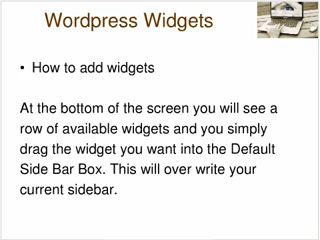 Wordpress Widgets
• How to add widgets
At the bottom of the screen you will see a
row of available widgets and you simply
drag the widget you want into the Default
Side Bar Box. This will over write your
current sidebar.